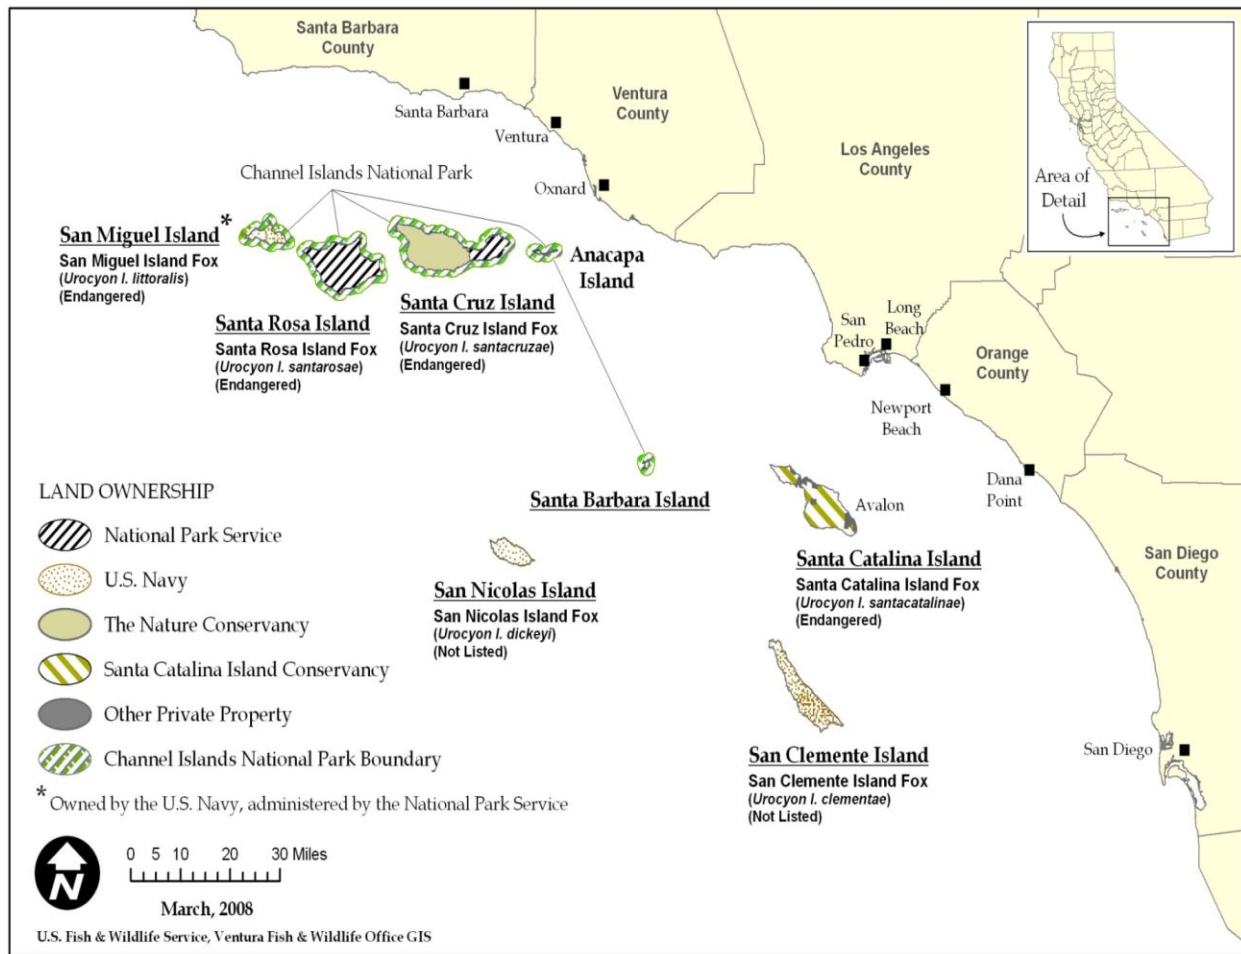 Santa Barbara
County
Ventura
County
Los Angeles
County
Area of
Detail
Santa Barbara
Ventura
Oxnard
Channel Islands National Park
San Miguel Island*
San Miguel Island Fox
(Urocyon l. littoralis)
(Endangered)
Santa Rosa Island
Santa Rosa Island Fox
(Urocyon l. santarosae)
(Endangered)
Santa Cruz Island
Santa Cruz Island Fox
(Urocyon l. santacruzae)
(Endangered)
Anacapa
Island
San
Pedro
Long
Beach
Orange
County
Newport
Beach
Dana
Point
San Diego
County
Santa Barbara Island
Avalon
Santa Catalina Island
Santa Catalina Island Fox
(Urocyon l. santacatalinae)
(Endangered)
San Nicolas Island
San Nicolas Island Fox
(Urocyon l. dickeyi)
(Not Listed)
San Clemente Island
San Clemente Island Fox
(Urocyon l. clementae)
(Not Listed)
San Diego
LAND OWNERSHIP
National Park Service
U.S. Navy
The Nature Conservancy
Santa Catalina Island Conservancy
Other Private Property
Channel Islands National Park Boundary
*Owned by the U.S. Navy, administered by the National Park Service
N
0 5 10 20 30 Miles
March, 2008
U.S. Fish & Wildlife Service, Ventura Fish & Wildlife Office GIS